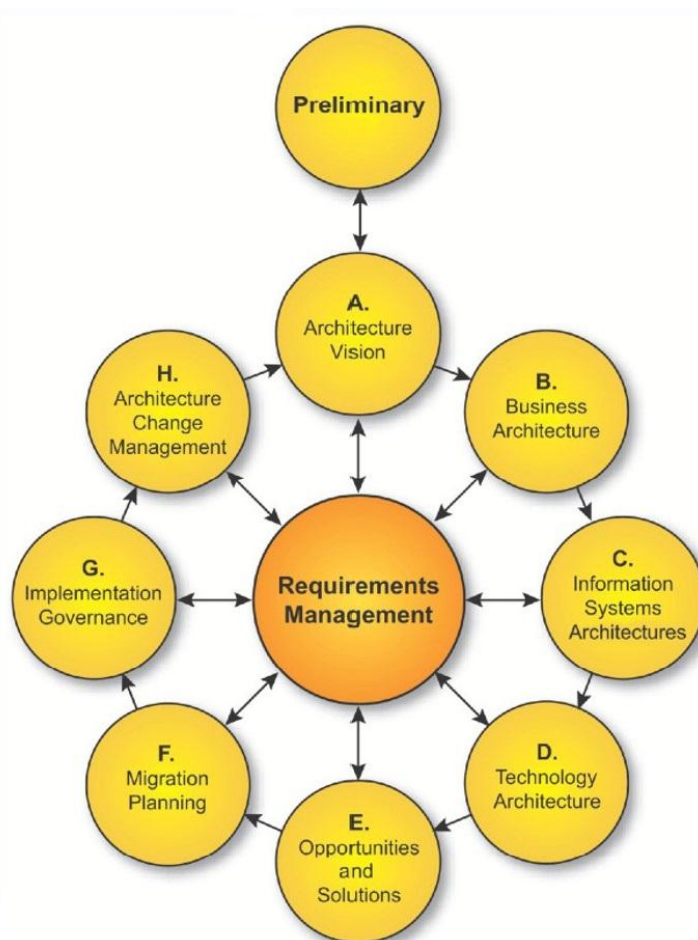 Preliminary
A.
Architecture
Vision
B.
Business
Architecture
C.
Information
Systems
Architectures
D.
Technology
Architecture
E.
Opportunities
and
Solutions
F.
Migration
Planning
G.
Implementation
Governance
H.
Architecture
Change
Management
Requirements
Management